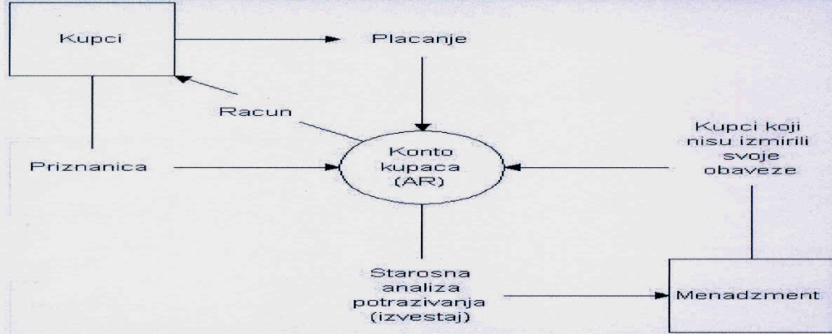 Kupci
Placanje
Racun
Priznanica
Konto
kupaca
(AR)
Kupci koji
nisu izmirili
svoje
obaveze
Starosna
analiza
potrazivanja
(izvestaj)
Menadzment